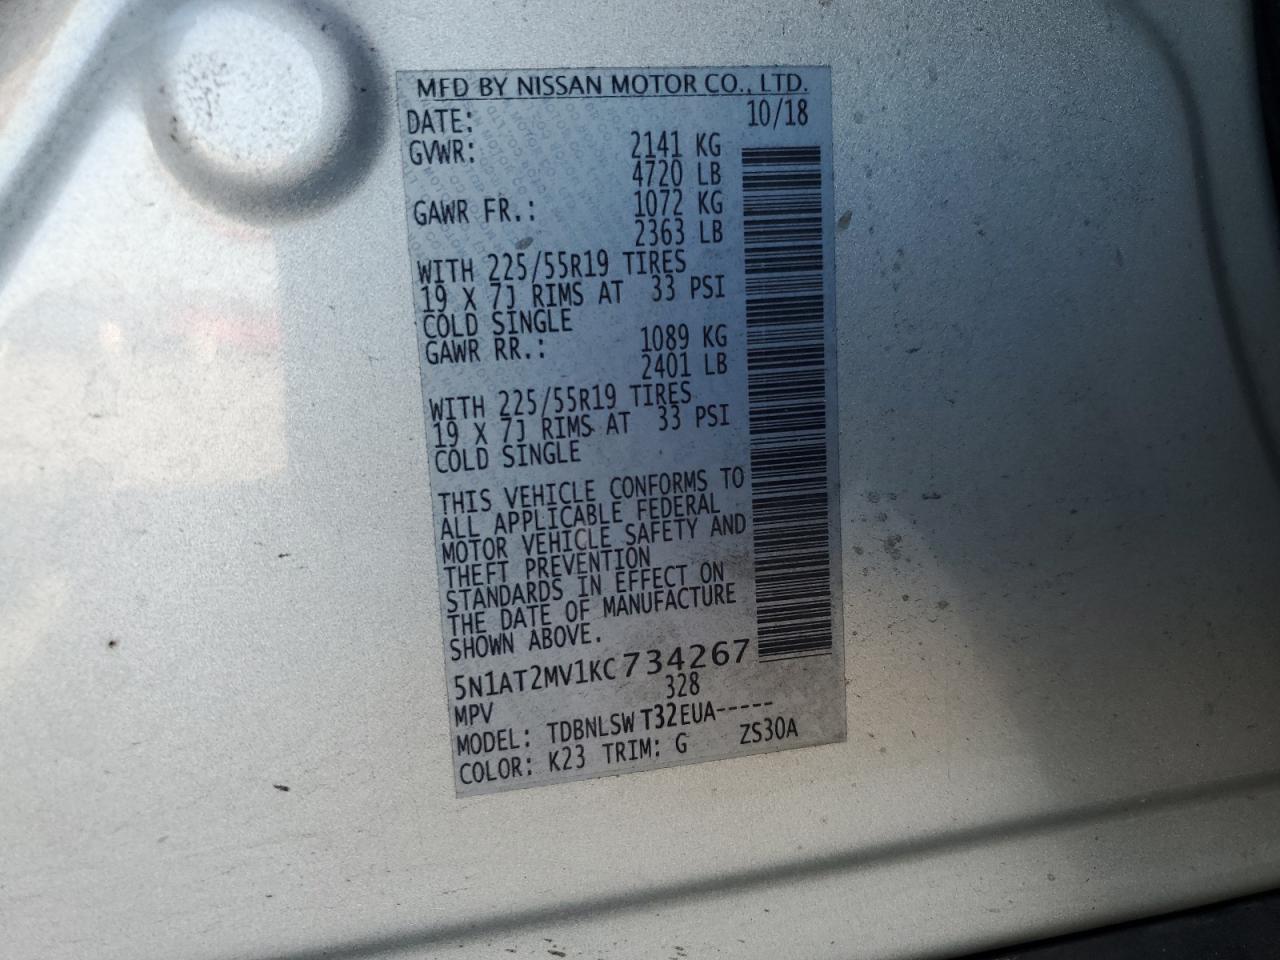 MFD BY NISSAN MOTOR CO., LTD.
DATE: 10/18
GVWR: 2141 KG
4720 LB
GAWR FR.: 1072 KG
2363 LB
WITH 225/55R19 TIRES
19 X 7J RIMS AT 33 PSI
COLD SINGLE
GAWR RR.: 1089 KG
2401 LB
WITH 225/55R19 TIRES
19 X 7J RIMS AT 33 PSI
COLD SINGLE
THIS VEHICLE CONFORMS TO
ALL APPLICABLE FEDERAL
MOTOR VEHICLE SAFETY AND
THEFT PREVENTION
STANDARDS IN EFFECT ON
THE DATE OF MANUFACTURE
SHOWN ABOVE.
5N1AT2MV1KC734267
MPV 328
MODEL: TDBNLSWT32EUA-----
COLOR: K23 TRIM: G ZS30A